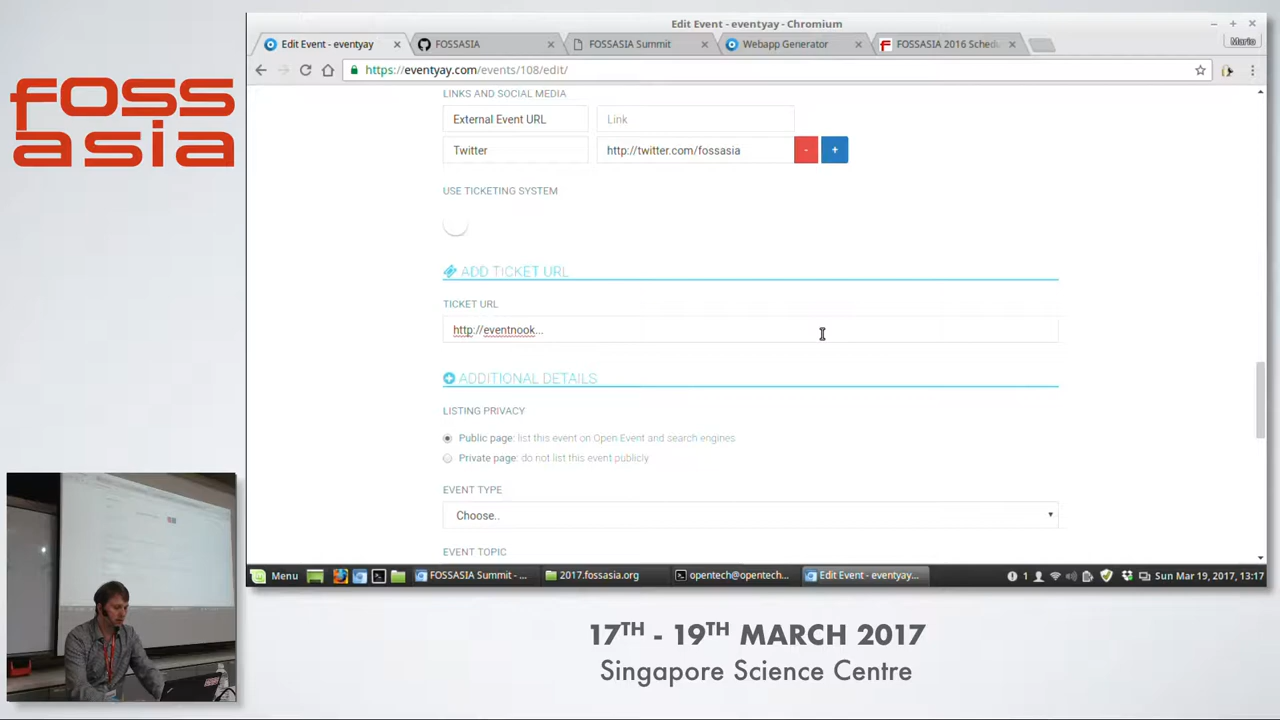 foss
asia
Edit Event - eventyay - Chromium
Edit Event - eventyay
FOSSASIA
FOSSASIA Summit
Webapp Generator
FOSSASIA 2016 Schedu
Mario
https://eventyay.com/events/108/edit/
LINKS AND SOCIAL MEDIA
External Event URL
Link
Twitter
http://twitter.com/fossasia
-
+
USE TICKETING SYSTEM
ADD TICKET URL
TICKET URL
http://eventnook...
ADDITIONAL DETAILS
LISTING PRIVACY
Public page: list this event on Open Event and search engines.
Private page: do not list this event publicly
EVENT TYPE
Choose..
EVENT TOPIC
Menu
FOSSASIA Summit - ...
2017.fossasia.org
opentech@opentech...
Edit Event - eventyay...
1
Sun Mar 19, 2017, 13:17
17TH - 19TH MARCH 2017
Singapore Science Centre